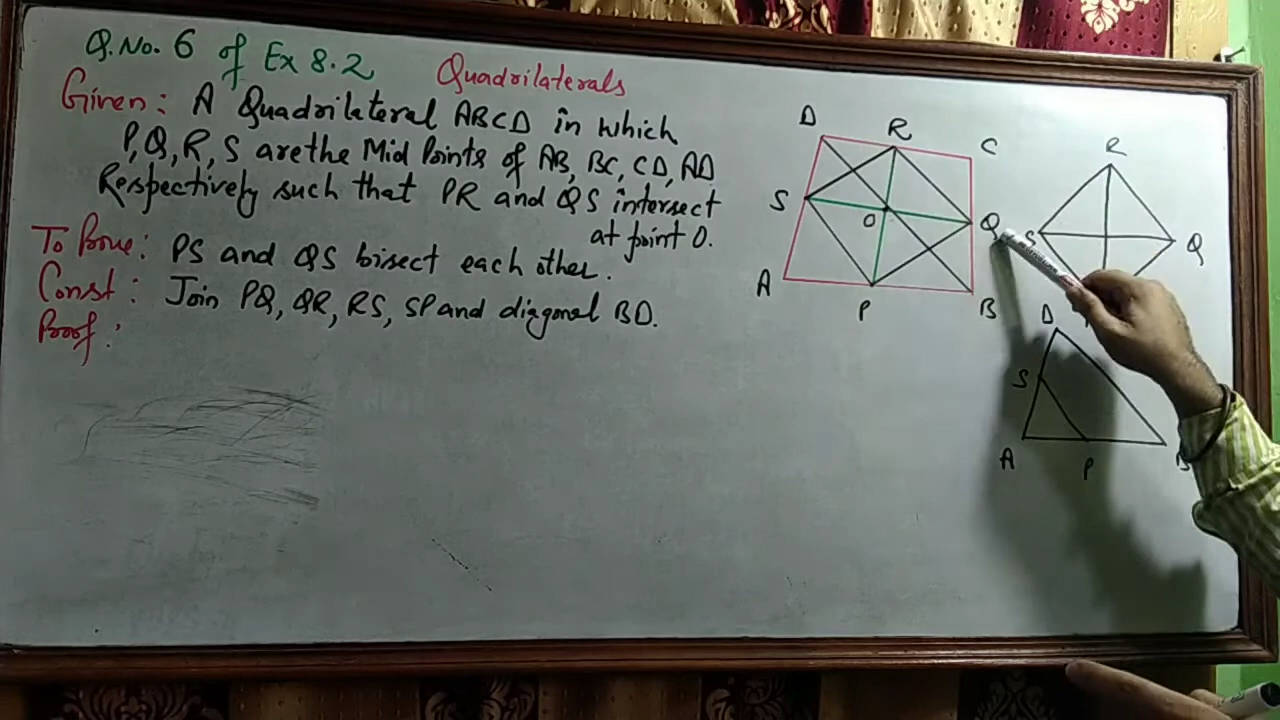 Q.No. 6 of Ex 8.2 Quadrilaterals
Given: A Quadrilateral ABCD in which
P,Q,R,S are the Mid Points of AB, BC, CD, AD
Respectively such that PR and QS intersect
at point O.
To Prove: PS and QS bisect each other.
Const: Join PQ, QR, RS, SP and diagonal BD.
Proof:
D R C
S O Q
A P B
R
S Q
D
S
A P